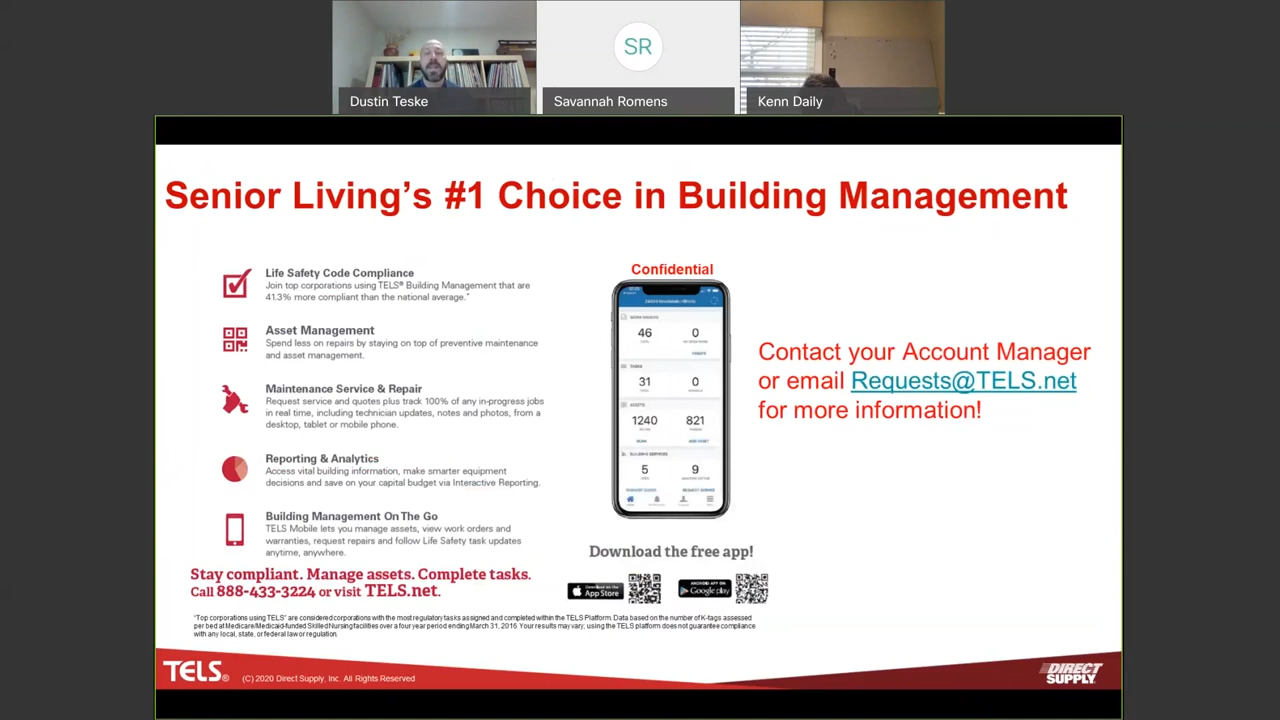 SR
Dustin Teske
Savannah Romens
Kenn Daily
Senior Living's #1 Choice in Building Management
Life Safety Code Compliance
Join top corporations using TELS® Building Management that are
41.3% more compliant than the national average.*
Asset Management
Spend less on repairs by staying on top of preventive maintenance
and asset management.
Maintenance Service & Repair
Request service and quotes plus track 100% of any in-progress jobs
in real time, including technician updates, notes and photos, from a
desktop, tablet or mobile phone.
Reporting & Analytics
Access vital building information, make smarter equipment
decisions and save on your capital budget via Interactive Reporting.
Building Management On The Go
TELS Mobile lets you manage assets, view work orders and
warranties, request repairs and follow Life Safety task updates
anytime, anywhere.
Stay compliant. Manage assets. Complete tasks.
Call 888-433-3224 or visit TELS.net.
Confidential
46 0
31 0
ASSETS
1240 821
BUILDING SERVICES
5 9
Download the free app!
App Store
ANDROID APP ON
Google play
Contact your Account Manager
or email Requests@TELS.net
for more information!
"Top corporations using TELS" are considered corporations with the most regulatory tasks assigned and completed within the TELS Platform. Data based on the number of K-tags assessed
per bed at Medicare/Medicaid-funded Skilled Nursing facilities over a four year period ending March 31, 2016. Your results may vary; using the TELS platform does not guarantee compliance
with any local, state, or federal law or regulation.
TELS®
(C) 2020 Direct Supply, Inc. All Rights Reserved
DIRECT
SUPPLY